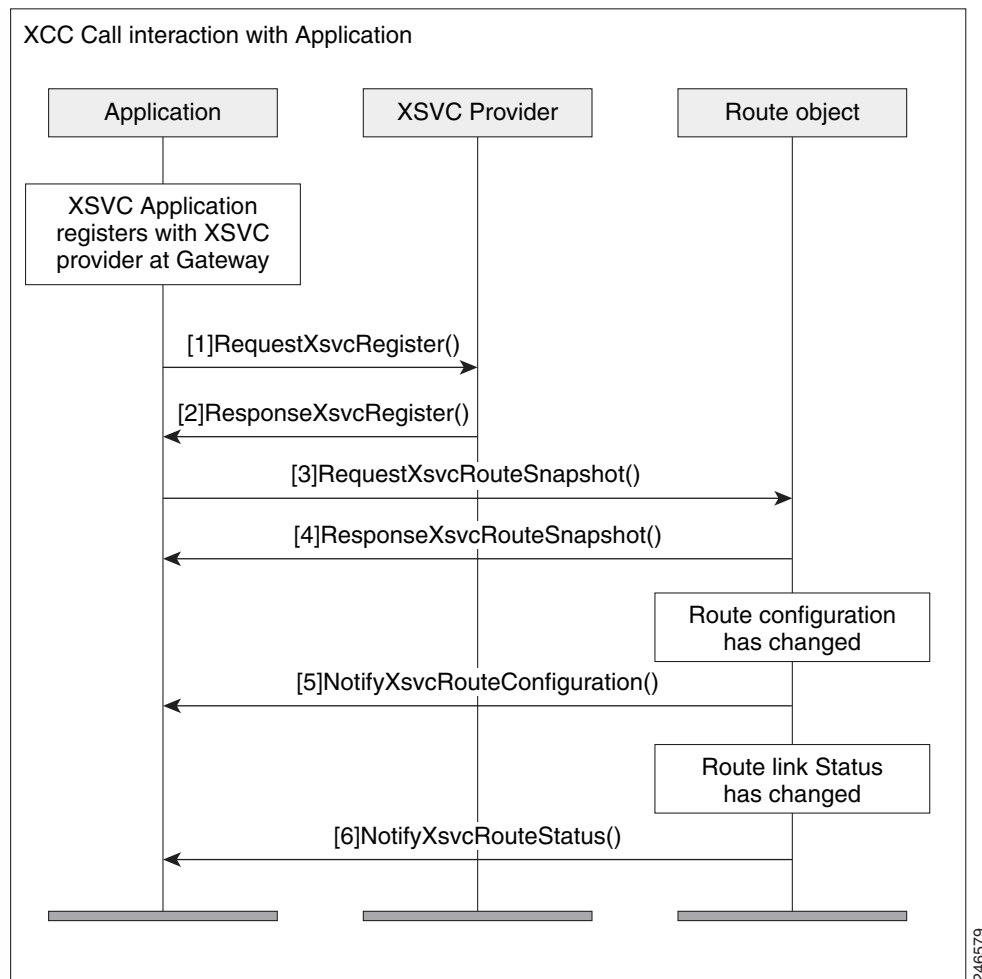 XCC Call interaction with Application
Application
XSVC Provider
Route object
XSVC Application
registers with XSVC
provider at Gateway
[1]RequestXsvcRegister()
[2]ResponseXsvcRegister()
[3]RequestXsvcRouteSnapshot()
[4]ResponseXsvcRouteSnapshot()
Route configuration
has changed
[5]NotifyXsvcRouteConfiguration()
Route link Status
has changed
[6]NotifyXsvcRouteStatus()
246579